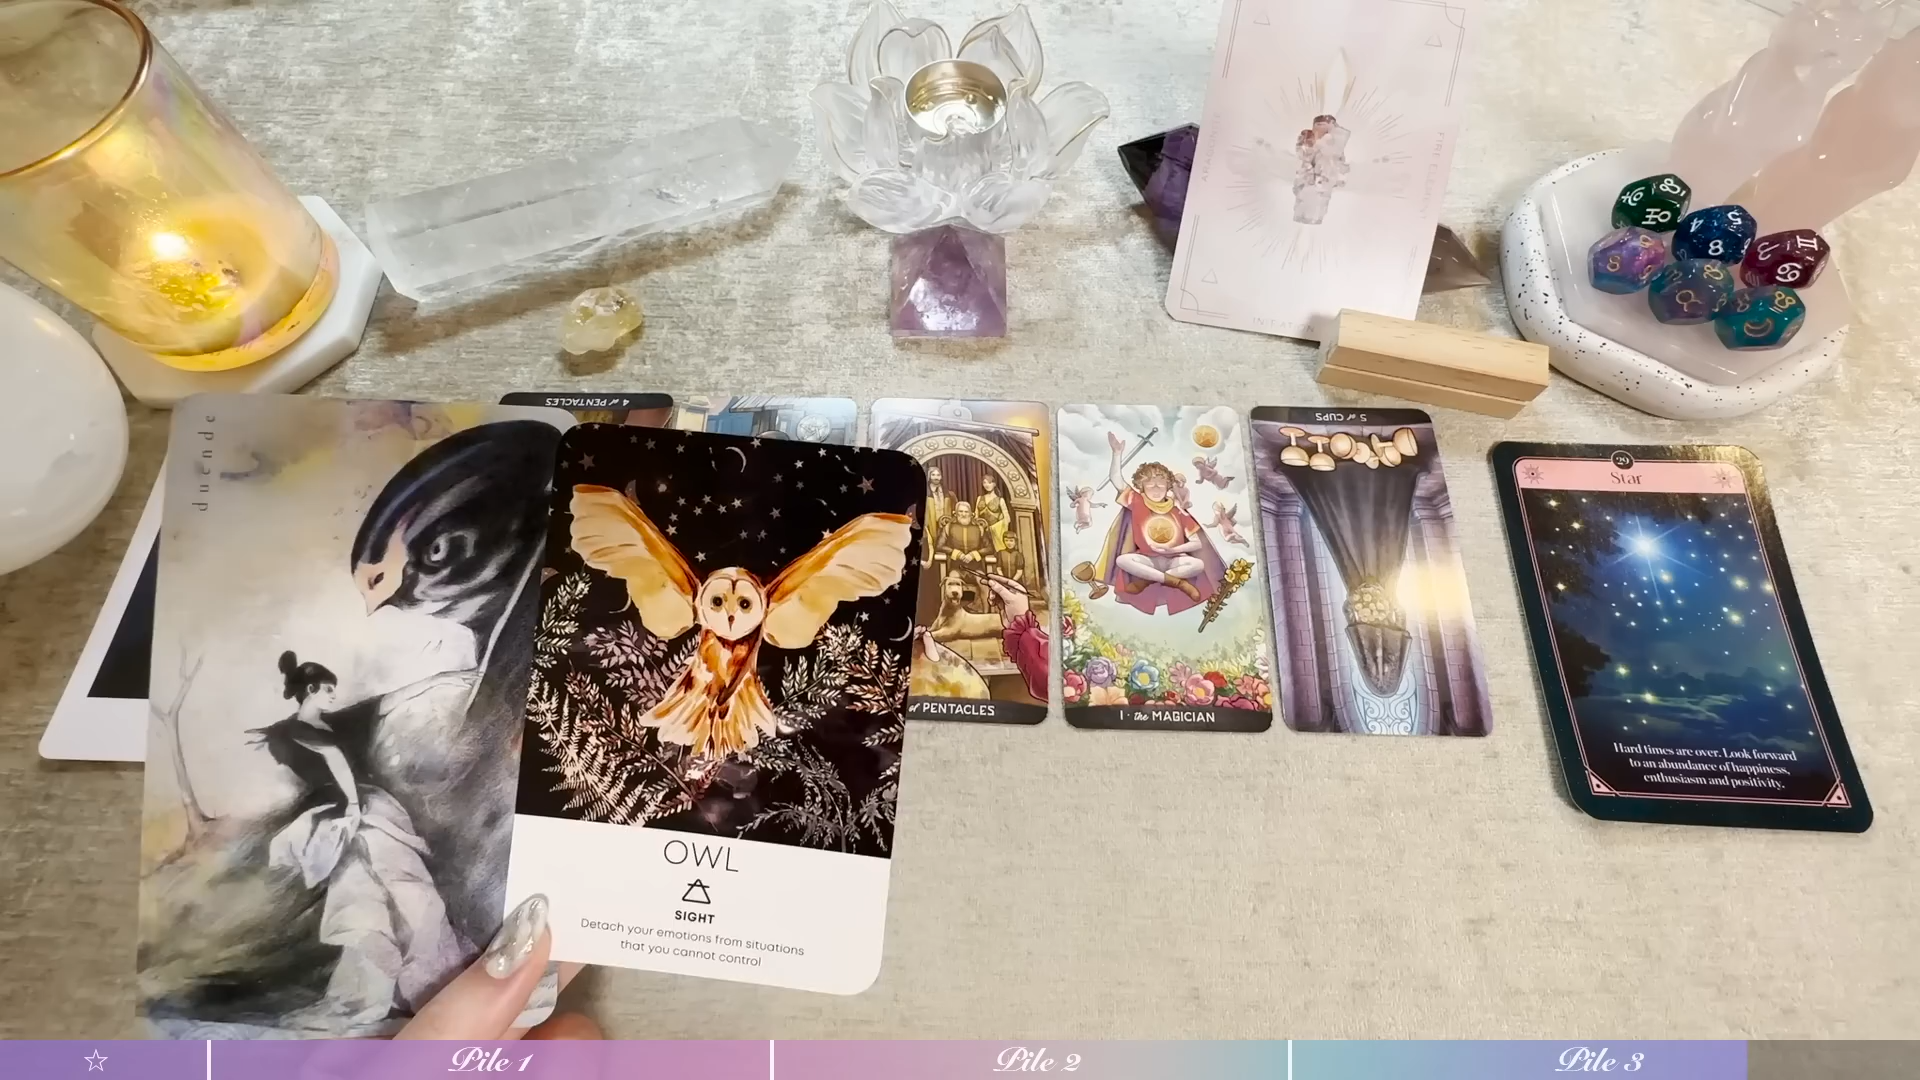 duende
4 of PENTACLES
of PENTACLES
I · the MAGICIAN
5 of CUPS
29
Star
Hard times are over. Look forward
to an abundance of happiness,
enthusiasm and positivity.
OWL
SIGHT
Detach your emotions from situations
that you cannot control
INITIATION
Pile 1
Pile 2
Pile 3